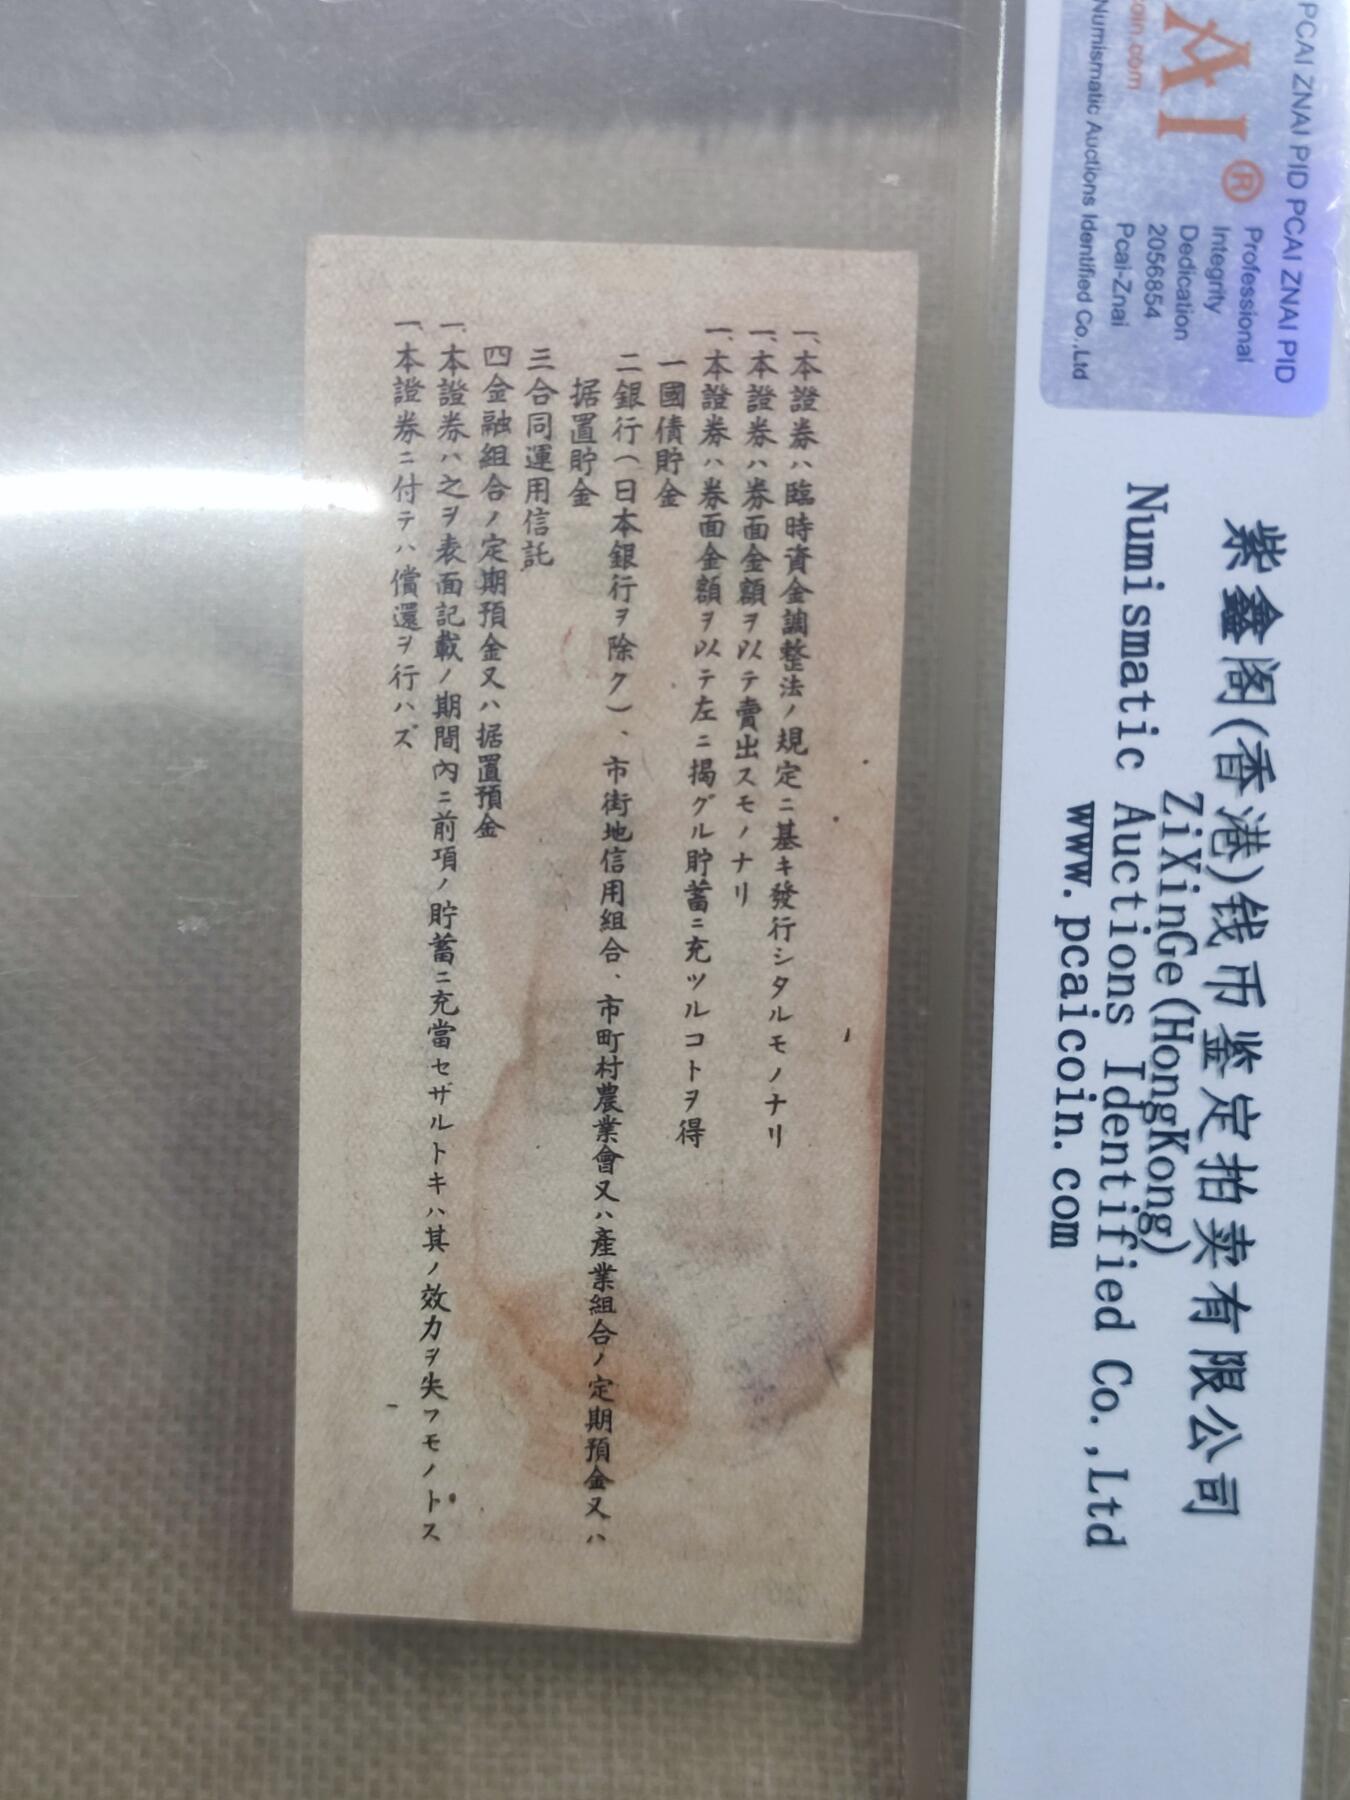 一、本證券ハ臨時資金調整法ノ規定ニ基キ發行シタルモノナリ
一、本證券ハ券面金額ヲ以テ賣出スモノナリ
一、本證券ハ券面金額ヲ以テ左ニ揭グル貯蓄ニ充ツルコトヲ得
一國債貯金
二銀行(日本銀行ヲ除ク)、市街地信用組合、市町村農業會又ハ產業組合ノ定期預金又ハ
据置貯金
三合同運用信託
四金融組合ノ定期預金又ハ据置預金
一、本證券ハ之ヲ表面記載ノ期間內ニ前項ノ貯蓄ニ充當セザルトキハ其ノ效力ヲ失フモノトス
一、本證券ニ付テハ償還ヲ行ハズ
PCAI ZNAI PID PCAI ZNAI PID
AI®
Professional
Integrity
Dedication
2056854
Pcai-Znai
oin.com
Numismatic Auctions Identified Co.,Ltd
紫鑫阁(香港)钱币鉴定拍卖有限公司
ZiXinGe(HongKong)
Numismatic Auctions Identified Co.,Ltd
www.pcaicoin.com